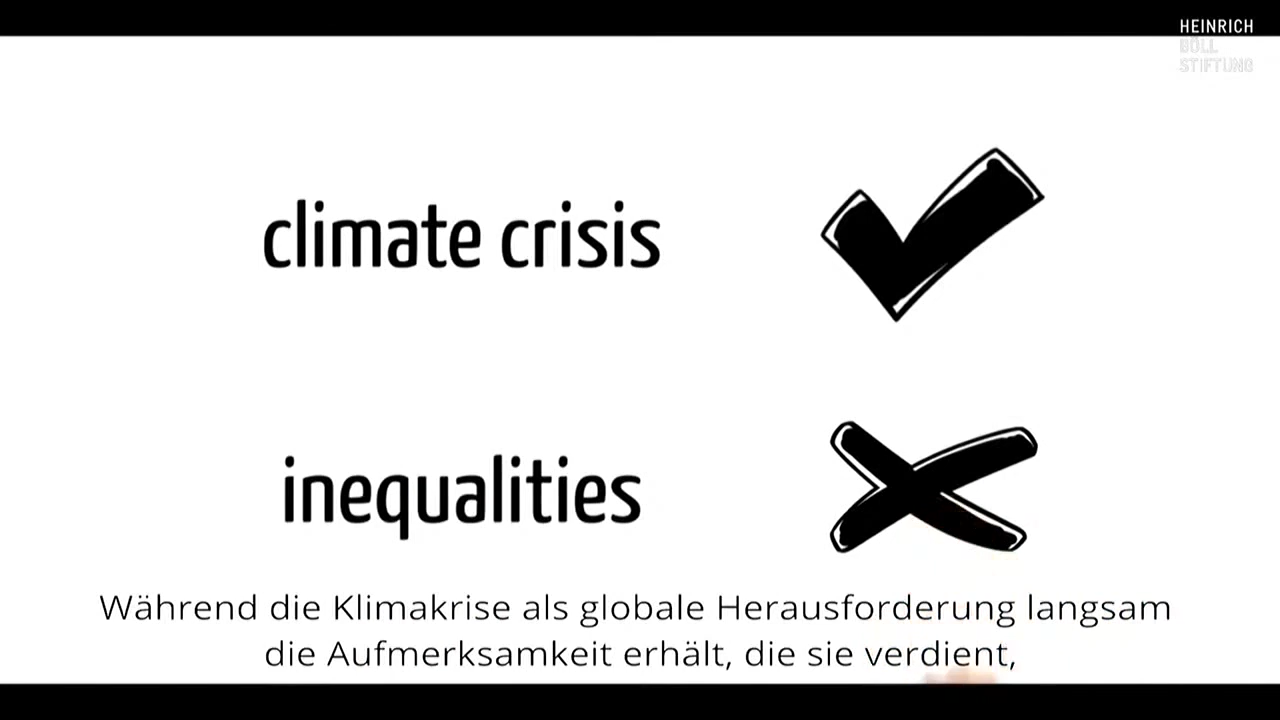 HEINRICH
BÖLL
STIFTUNG
climate crisis
inequalities
Während die Klimakrise als globale Herausforderung langsam
die Aufmerksamkeit erhält, die sie verdient,